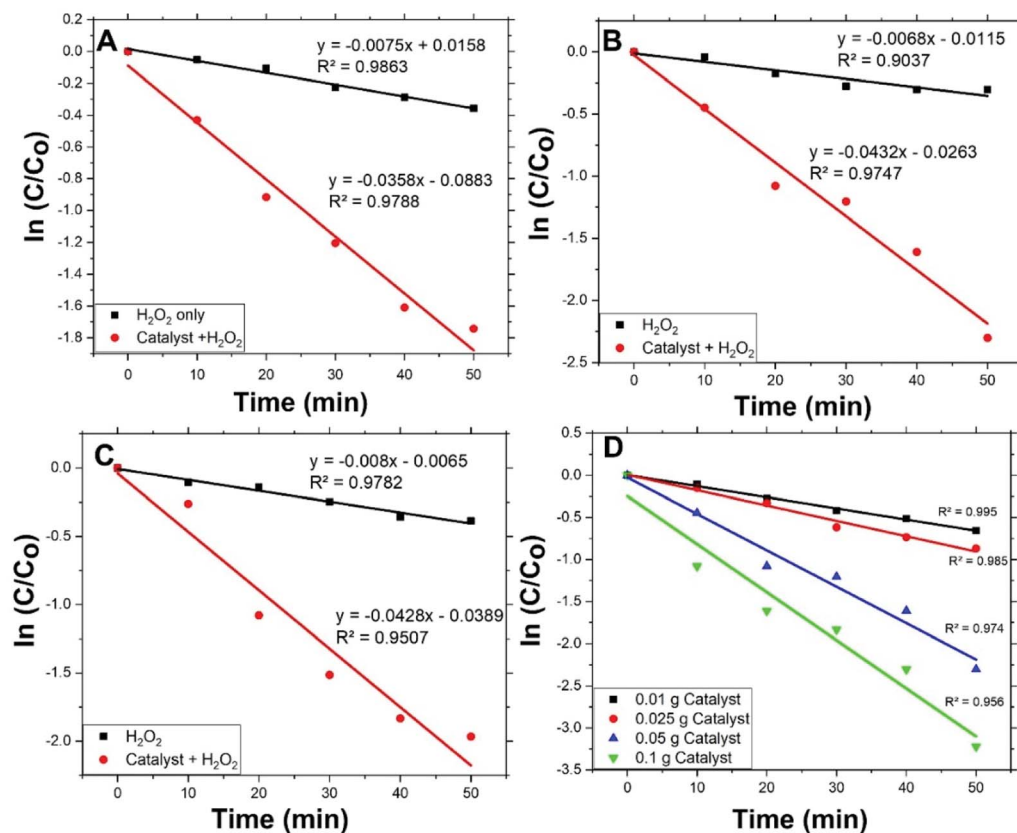 A
y = -0.0075x + 0.0158
R² = 0.9863
y = -0.0358x - 0.0883
R² = 0.9788
0.2
0.0
-0.2
-0.4
-0.6
-0.8
-1.0
-1.2
-1.4
-1.6
-1.8
ln (C/Co)
H₂O₂ only
Catalyst +H₂O₂
0 10 20 30 40 50
Time (min)
B
y = -0.0068x - 0.0115
R² = 0.9037
y = -0.0432x - 0.0263
R² = 0.9747
0.5
0.0
-0.5
-1.0
-1.5
-2.0
-2.5
ln (C/Co)
H₂O₂
Catalyst + H₂O₂
0 10 20 30 40 50
Time (min)
C
y = -0.008x - 0.0065
R² = 0.9782
y = -0.0428x - 0.0389
R² = 0.9507
0.0
-0.5
-1.0
-1.5
-2.0
ln (C/Co)
H₂O₂
Catalyst + H₂O₂
0 10 20 30 40 50
Time (min)
D
R² = 0.995
R² = 0.985
R² = 0.974
R² = 0.956
0.5
0.0
-0.5
-1.0
-1.5
-2.0
-2.5
-3.0
-3.5
ln (C/Co)
0.01 g Catalyst
0.025 g Catalyst
0.05 g Catalyst
0.1 g Catalyst
0 10 20 30 40 50
Time (min)